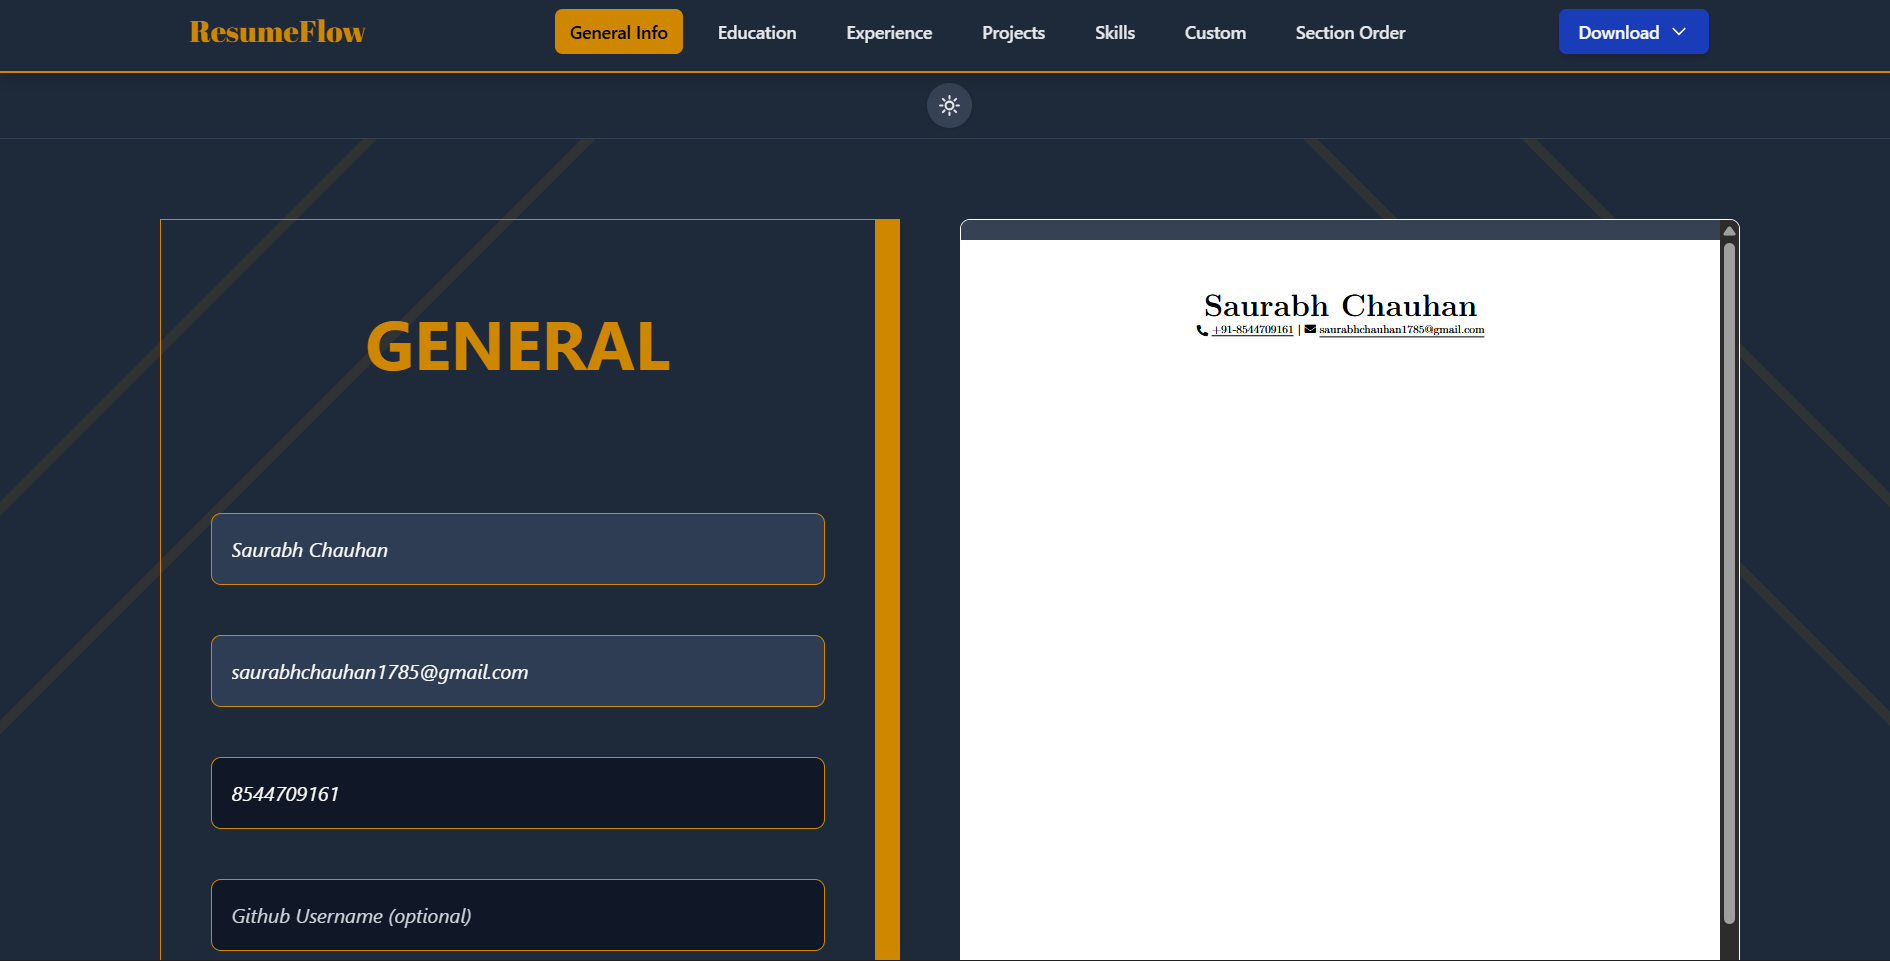 ResumeFlow
General Info
Education
Experience
Projects
Skills
Custom
Section Order
Download
GENERAL
Saurabh Chauhan
saurabhchauhan1785@gmail.com
8544709161
Github Username (optional)
Saurabh Chauhan
+91-8544709161 | saurabhchauhan1785@gmail.com